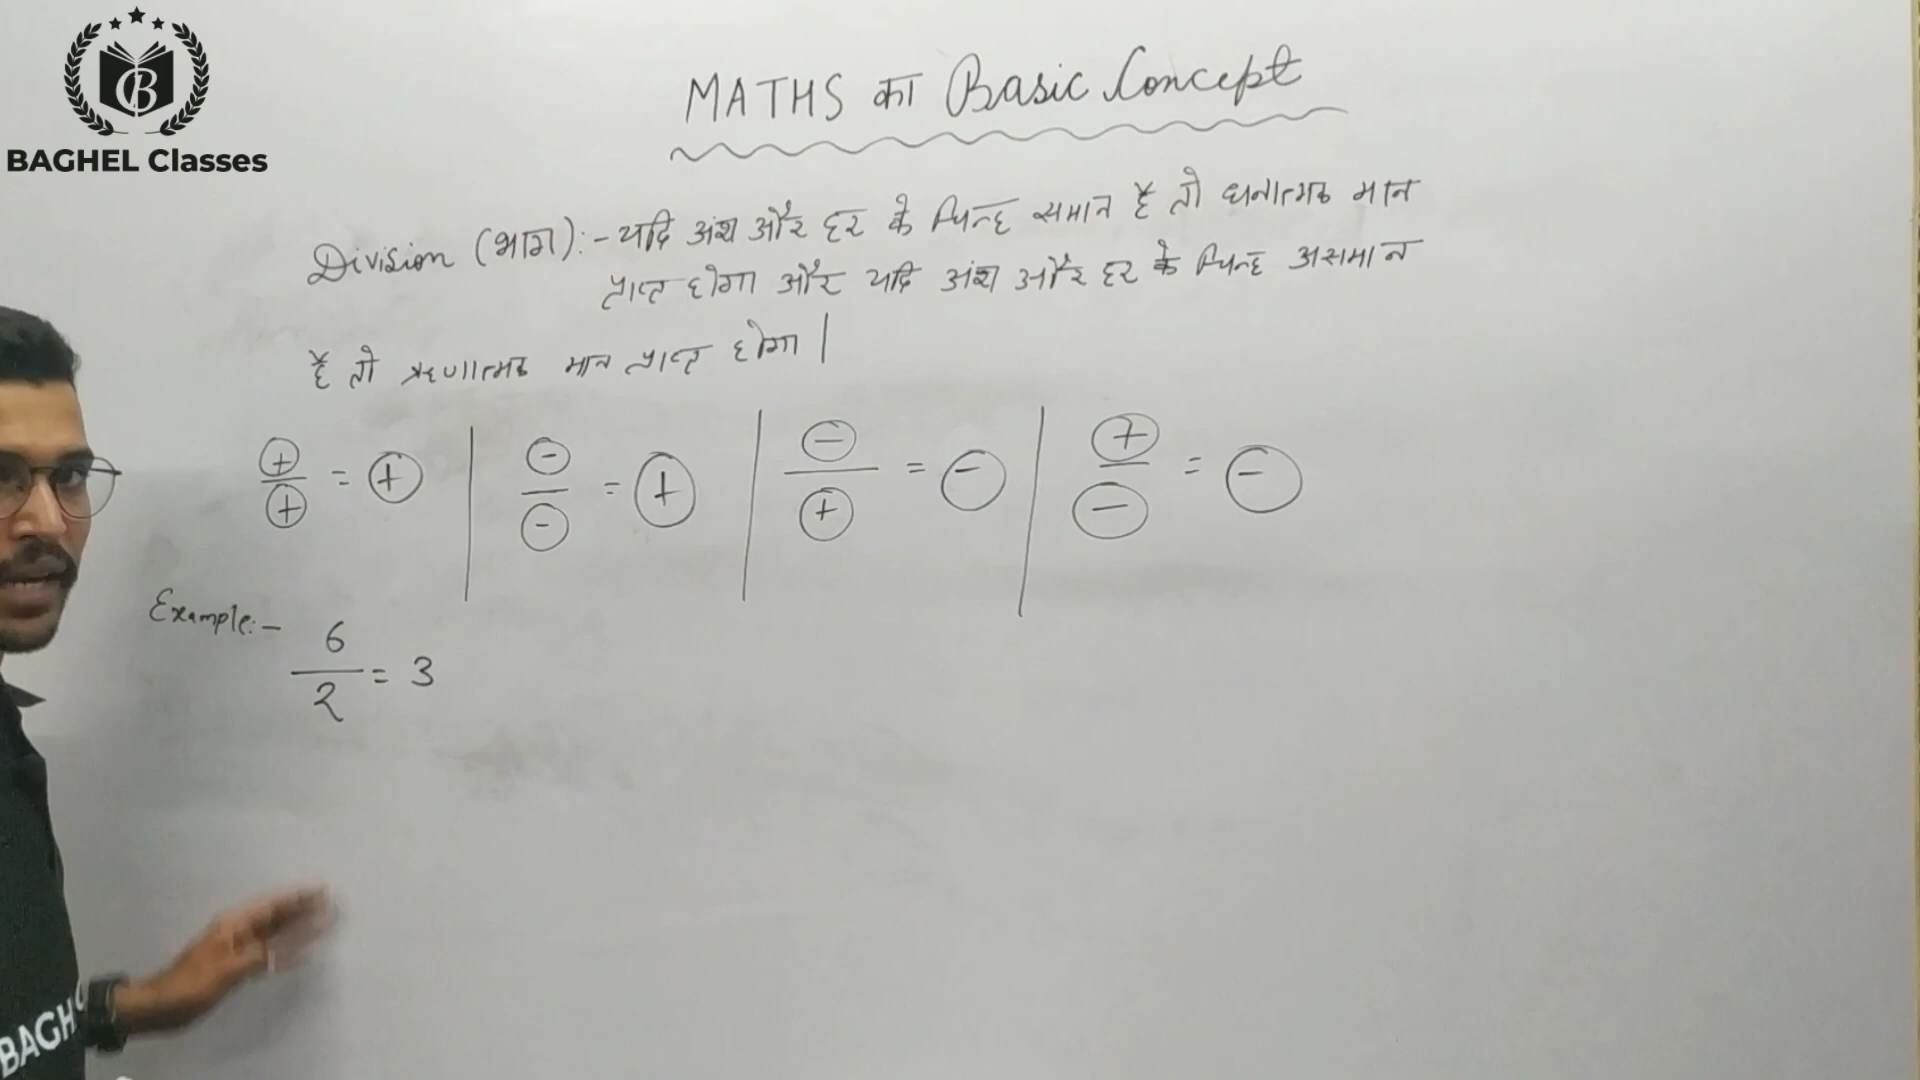 B
BAGHEL Classes
MATHS का Basic Concept
Division (भाग):- यदि अंश और हर के चिन्ह समान है तो धनात्मक मान
प्राप्त होगा और यदि अंश और हर के चिन्ह असमान
है तो ऋणात्मक मान प्राप्त होगा |
+/+ = + | -/- = + | -/+ = - | +/- = -
Example:- 6/2 = 3
BAGH